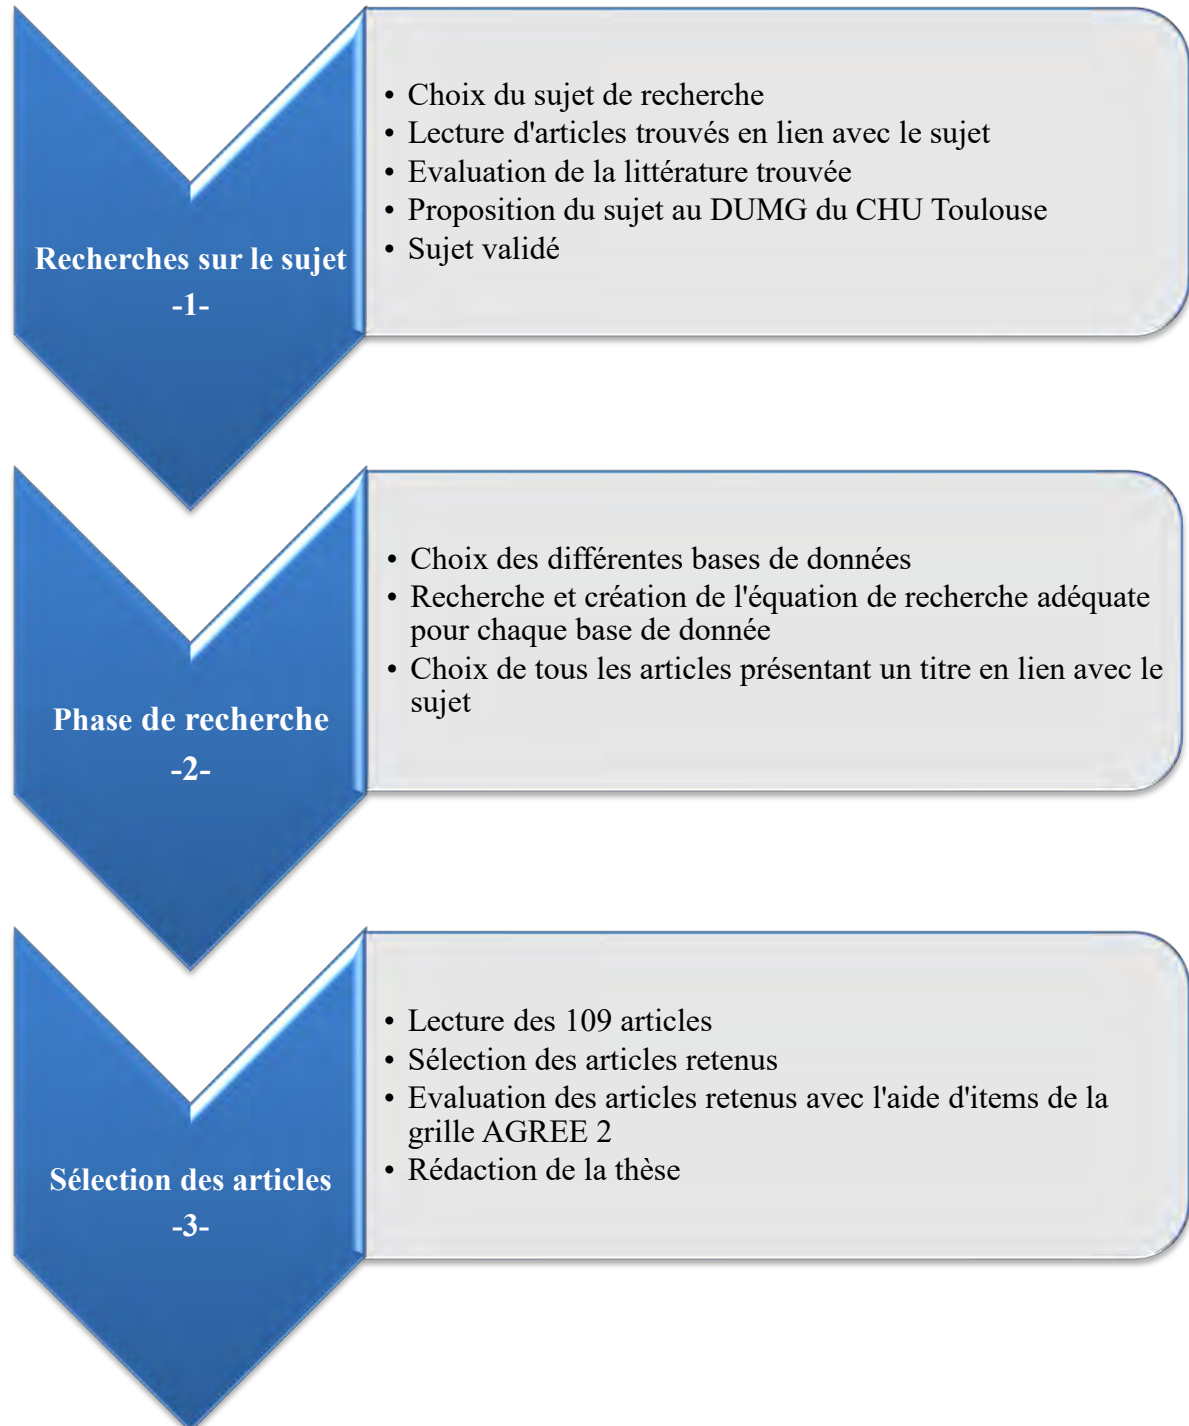 Recherches sur le sujet
-1-
• Choix du sujet de recherche
• Lecture d'articles trouvés en lien avec le sujet
• Evaluation de la littérature trouvée
• Proposition du sujet au DUMG du CHU Toulouse
• Sujet validé
Phase de recherche
-2-
• Choix des différentes bases de données
• Recherche et création de l'équation de recherche adéquate
pour chaque base de donnée
• Choix de tous les articles présentant un titre en lien avec le
sujet
Sélection des articles
-3-
• Lecture des 109 articles
• Sélection des articles retenus
• Evaluation des articles retenus avec l'aide d'items de la
grille AGREE 2
• Rédaction de la thèse